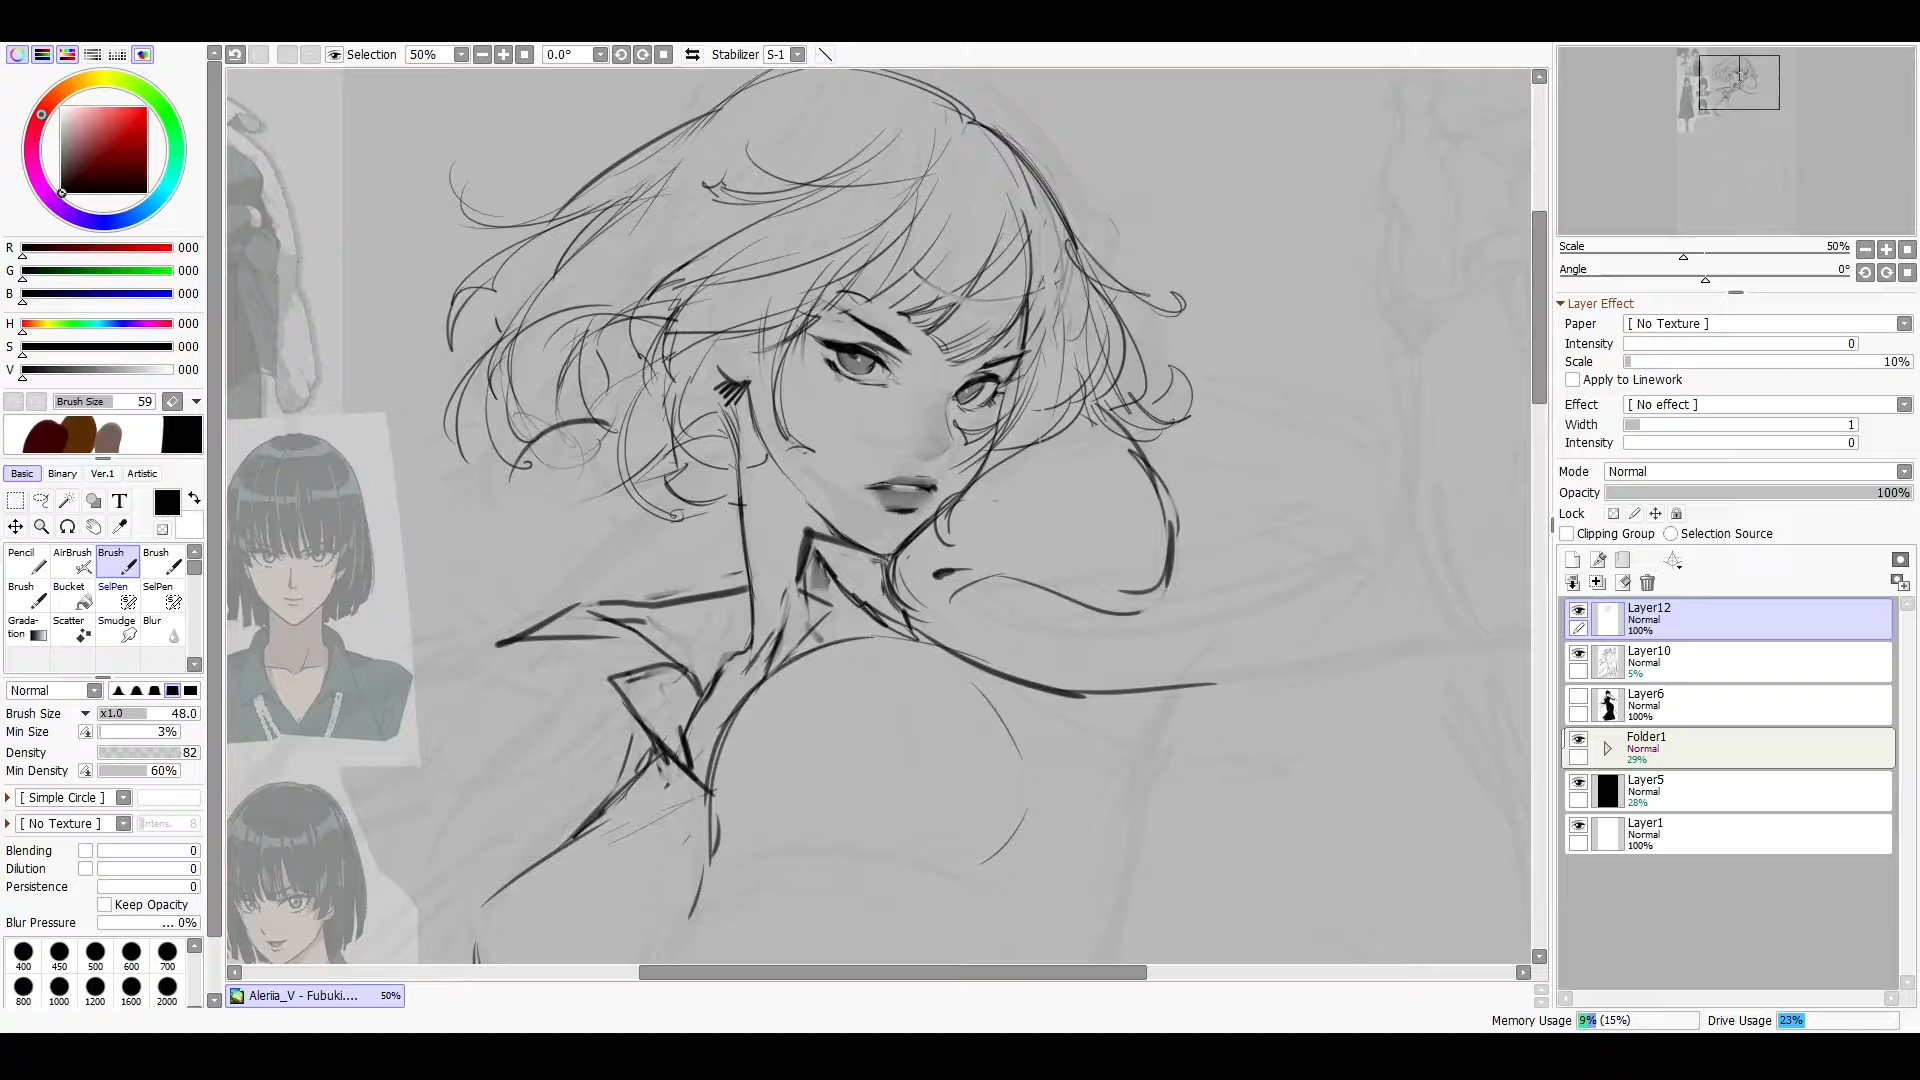 Selection 50% 0.0° Stabilizer S-1
R 000
G 000
B 000
H 000
S 000
V 000
Brush Size 59
Basic Binary Ver.1 Artistic
T
Pencil AirBrush Brush Brush
Brush Bucket SelPen SelPen
Grada-
tion Scatter Smudge Blur
Normal
Brush Size x1.0 48.0
Min Size 3%
Density 82
Min Density 60%
[ Simple Circle ]
[ No Texture ] Intens. 8
Blending 0
Dilution 0
Persistence 0
Keep Opacity
Blur Pressure ... 0%
400 450 500 600 700
800 1000 1200 1600 2000
Aleriia_V - Fubuki.... 50%
Scale 50%
Angle 0°
Layer Effect
Paper [ No Texture ]
Intensity 0
Scale 10%
Apply to Linework
Effect [ No effect ]
Width 1
Intensity 0
Mode Normal
Opacity 100%
Lock
Clipping Group Selection Source
Layer12
Normal
100%
Layer10
Normal
5%
Layer6
Normal
100%
Folder1
Normal
29%
Layer5
Normal
28%
Layer1
Normal
100%
Memory Usage 9% (15%) Drive Usage 23%